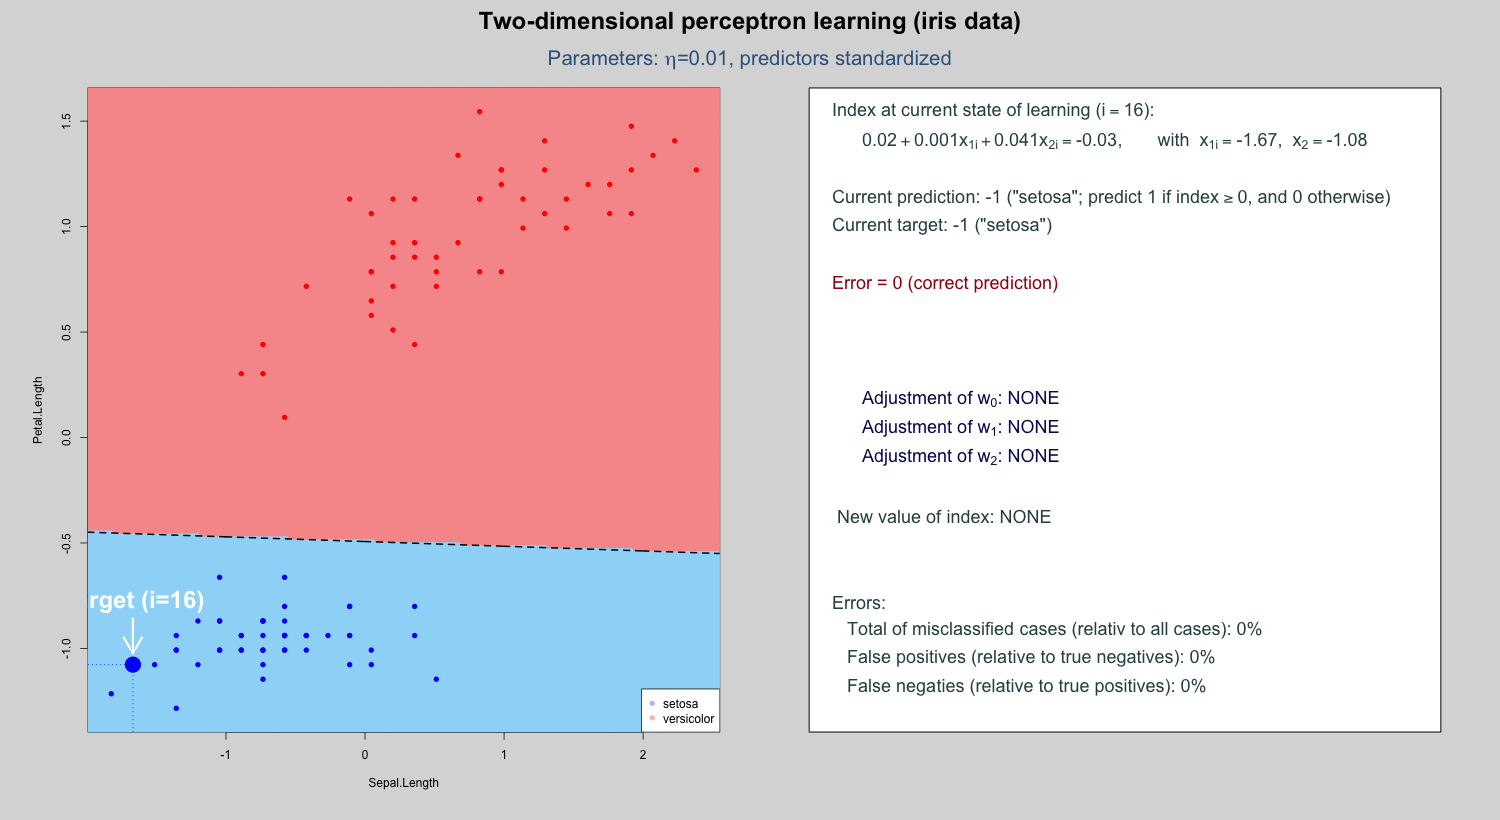 Two-dimensional perceptron learning (iris data)
Parameters: η=0.01, predictors standardized
Petal.Length
1.5
1.0
0.5
0.0
-0.5
-1.0
rget (i=16)
setosa
versicolor
-1 0 1 2
Sepal.Length
Index at current state of learning (i = 16):
0.02 + 0.001x1i + 0.041x2i = -0.03, with x1i = -1.67, x2 = -1.08
Current prediction: -1 ("setosa"; predict 1 if index ≥ 0, and 0 otherwise)
Current target: -1 ("setosa")
Error = 0 (correct prediction)
Adjustment of w0: NONE
Adjustment of w1: NONE
Adjustment of w2: NONE
New value of index: NONE
Errors:
Total of misclassified cases (relativ to all cases): 0%
False positives (relative to true negatives): 0%
False negaties (relative to true positives): 0%